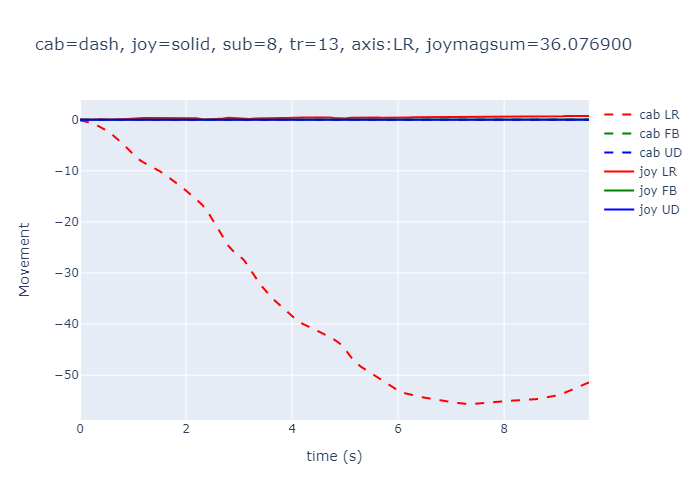 cab=dash, joy=solid, sub=8, tr=13, axis:LR, joymagsum=36.076900
cab LR
cab FB
cab UD
joy LR
joy FB
joy UD
0
−10
−20
−30
−40
−50
Movement
0 2 4 6 8
time (s)